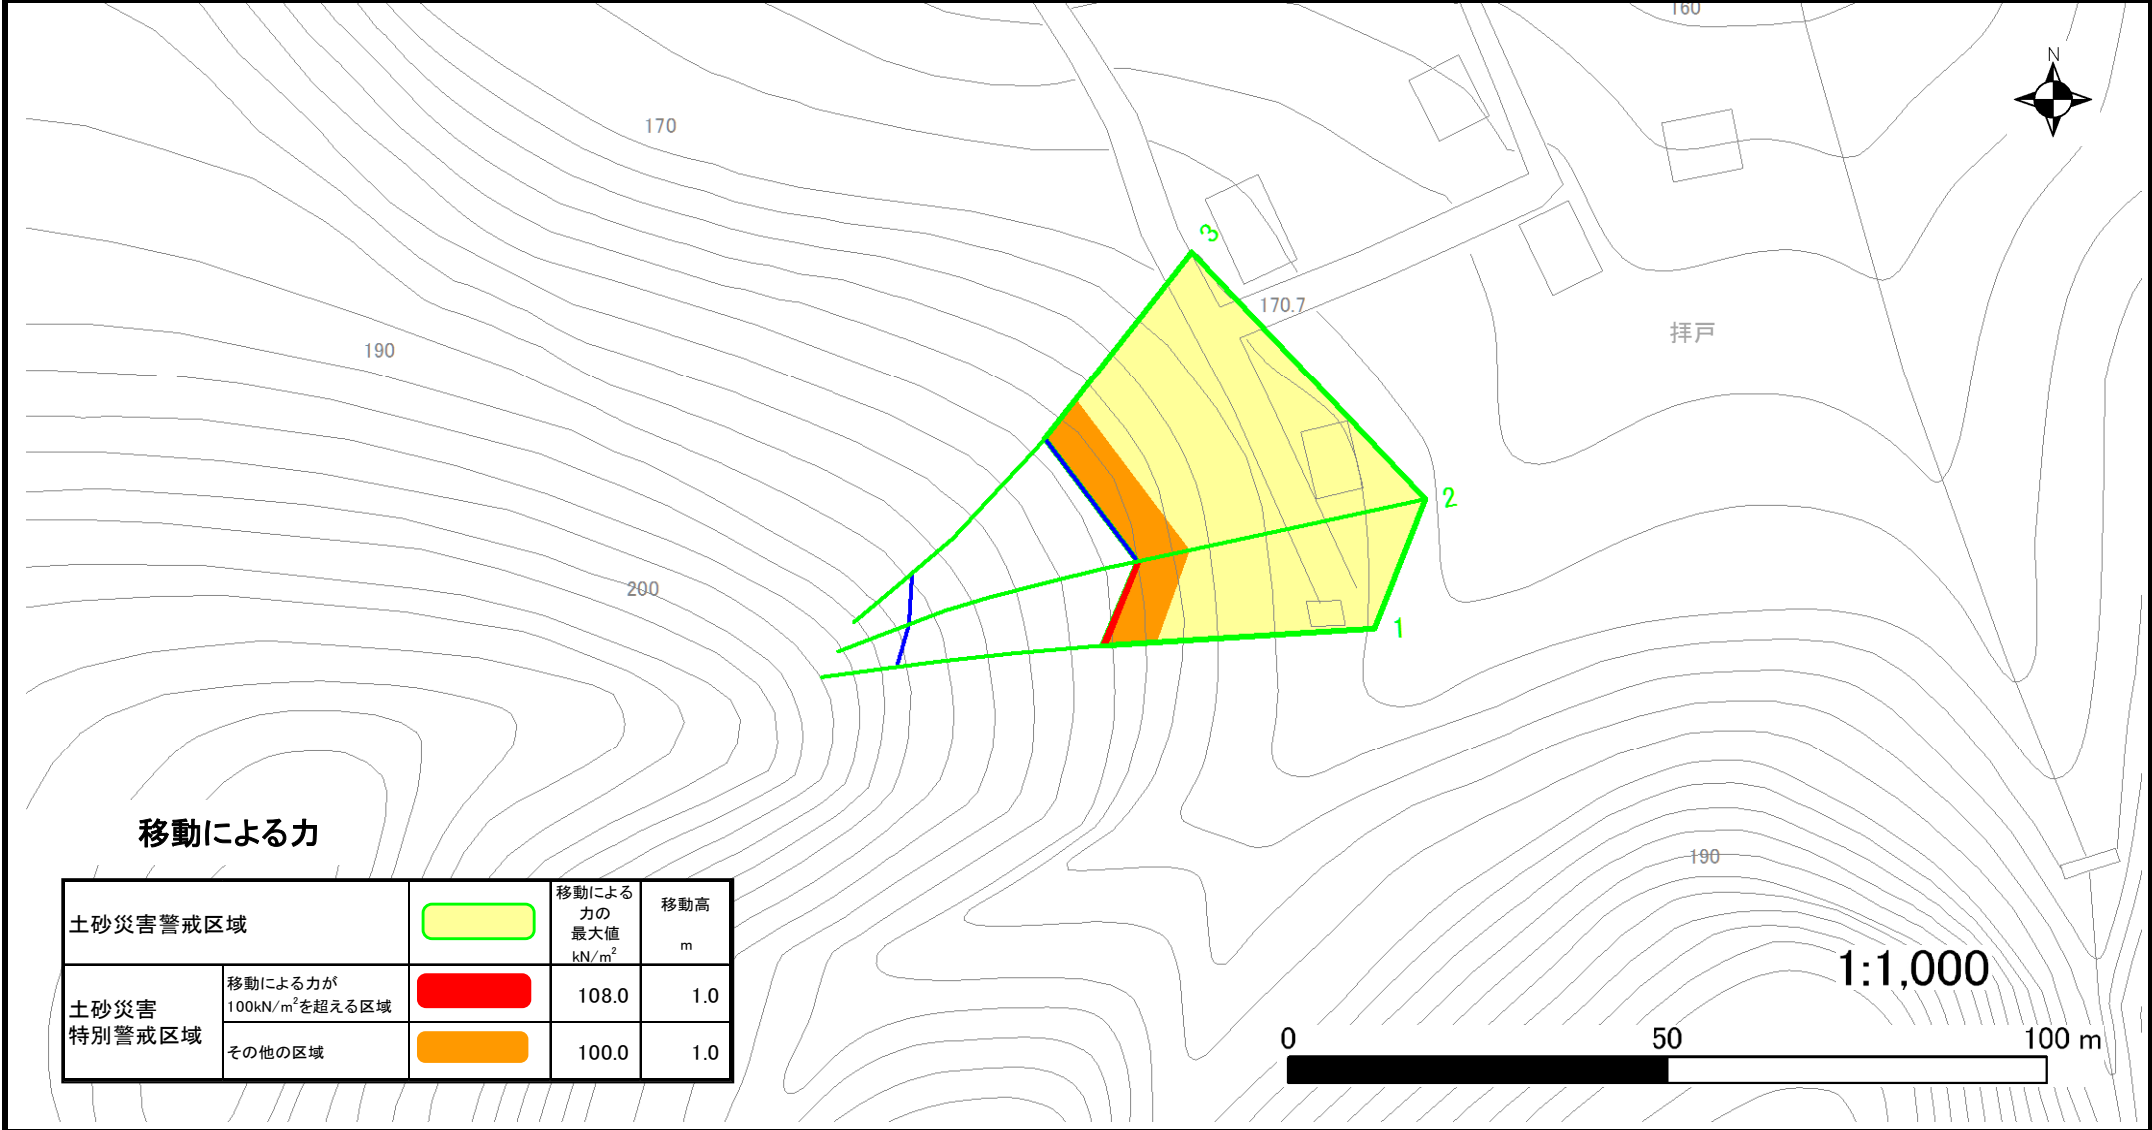 160
N
170
3
170.7
拝戸
190
2
200
1
移動による力
190
土砂災害警戒区域
移動による
力の
最大値
kN/m²
移動高
m
土砂災害
特別警戒区域
移動による力が
100kN/m²を超える区域
108.0
1.0
その他の区域
100.0
1.0
1:1,000
0
50
100 m